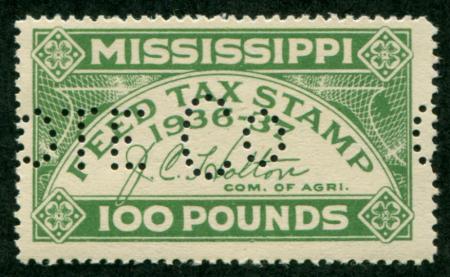 MISSISSIPPI
FEED TAX STAMP
1936-37
J. C. Holton
COM. OF AGRI.
100 POUNDS